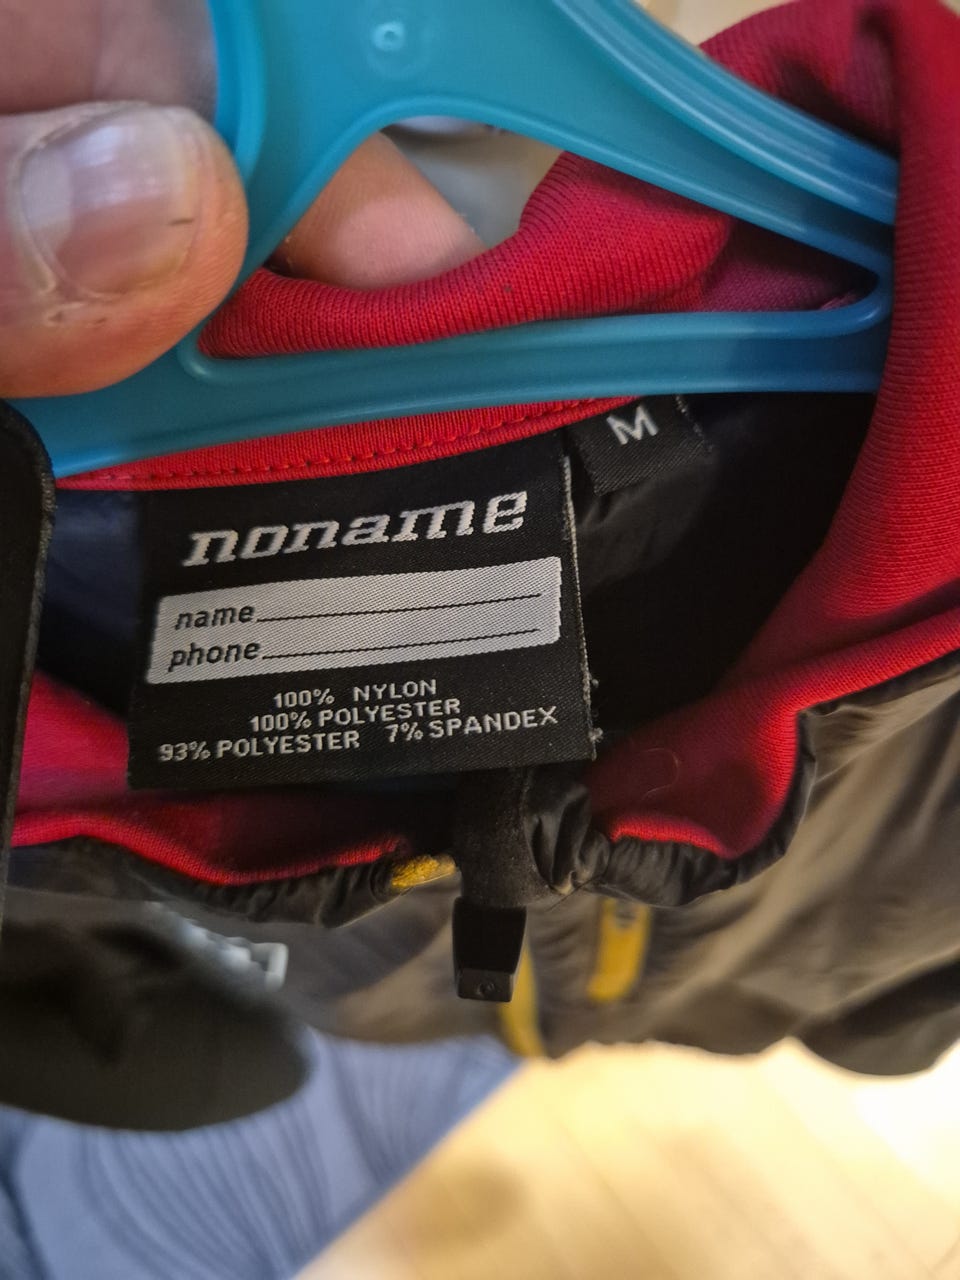 M
noname
name
phone
100% NYLON
100% POLYESTER
93% POLYESTER 7% SPANDEX